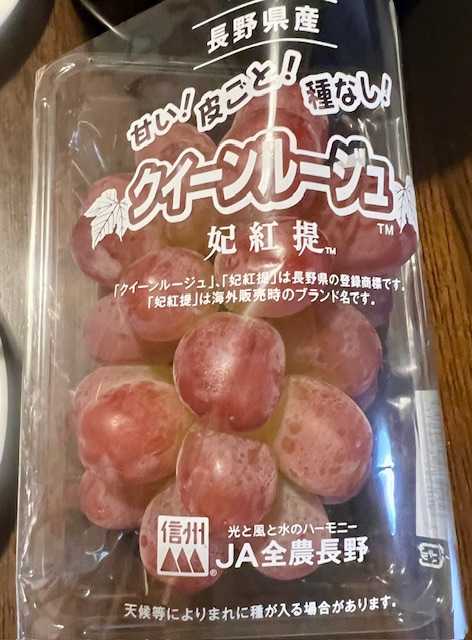 長野県産
甘い!皮ごと!種なし!
クイーンルージュ™
妃紅提™
「クイーンルージュ」、「妃紅提」は長野県の登録商標です。
「妃紅提」は海外販売時のブランド名です。
信州®
光と風と水のハーモニー
JA全農長野
天候等によりまれに種が入る場合があります。